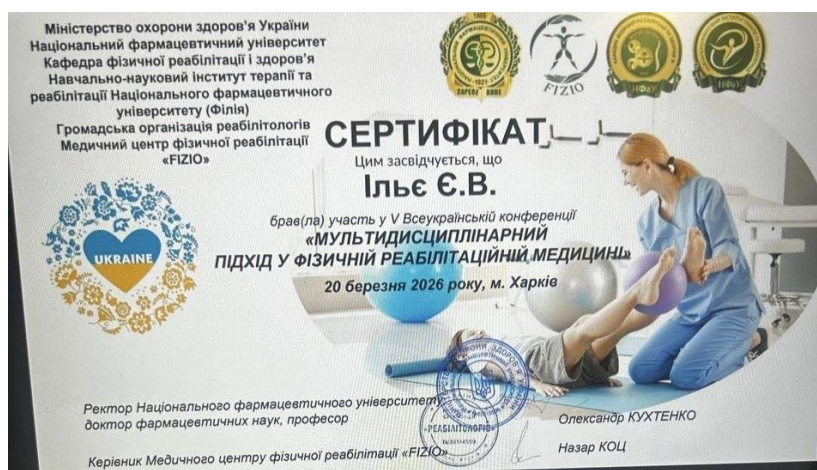 Міністерство охорони здоров'я України
Національний фармацевтичний університет
Кафедра фізичної реабілітації і здоров'я
Навчально-науковий інститут терапії та
реабілітації Національного фармацевтичного
університету (Філія)
Громадська організація реабілітологів
Медичний центр фізичної реабілітації
«FIZIO»
FIZIO
НФаУ
НФаУ
СЕРТИФІКАТ
Цим засвідчується, що
Ільє Є.В.
брав(ла) участь у V Всеукраїнській конференції
«МУЛЬТИДИСЦИПЛІНАРНИЙ
ПІДХІД У ФІЗИЧНІЙ РЕАБІЛІТАЦІЙНІЙ МЕДИЦИНІ»
20 березня 2026 року, м. Харків
UKRAINE
Ректор Національного фармацевтичного університету,
доктор фармацевтичних наук, професор
Олександр КУХТЕНКО
«РЕАБІЛІТОЛОГІВ»
Керівник Медичного центру фізичної реабілітації «FIZIO»
Назар КОЦ